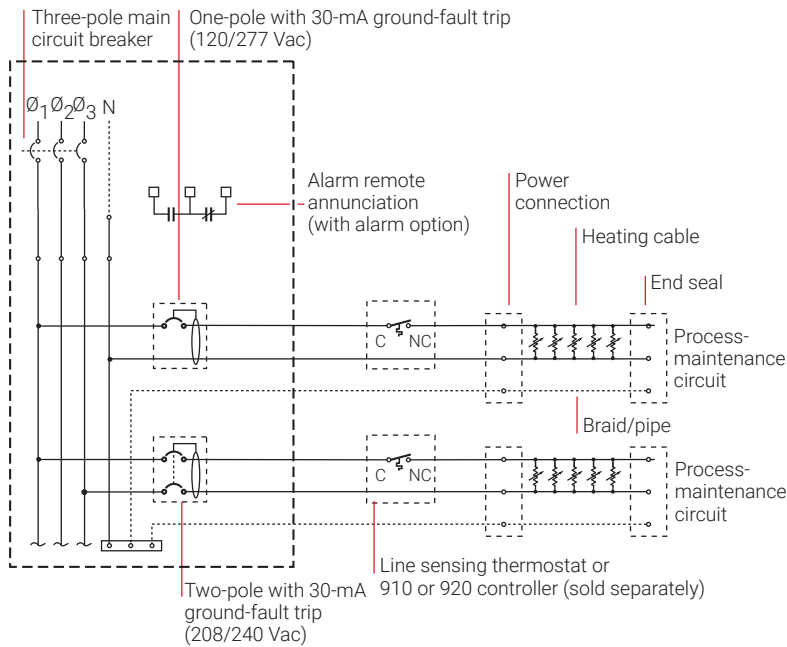 Three-pole main
circuit breaker
One-pole with 30-mA ground-fault trip
(120/277 Vac)
Ø1 Ø2 Ø3 N
Alarm remote
annunciation
(with alarm option)
Power
connection
Heating cable
End seal
C NC
Process-
maintenance
circuit
Braid/pipe
C NC
Process-
maintenance
circuit
Line sensing thermostat or
910 or 920 controller (sold separately)
Two-pole with 30-mA
ground-fault trip
(208/240 Vac)